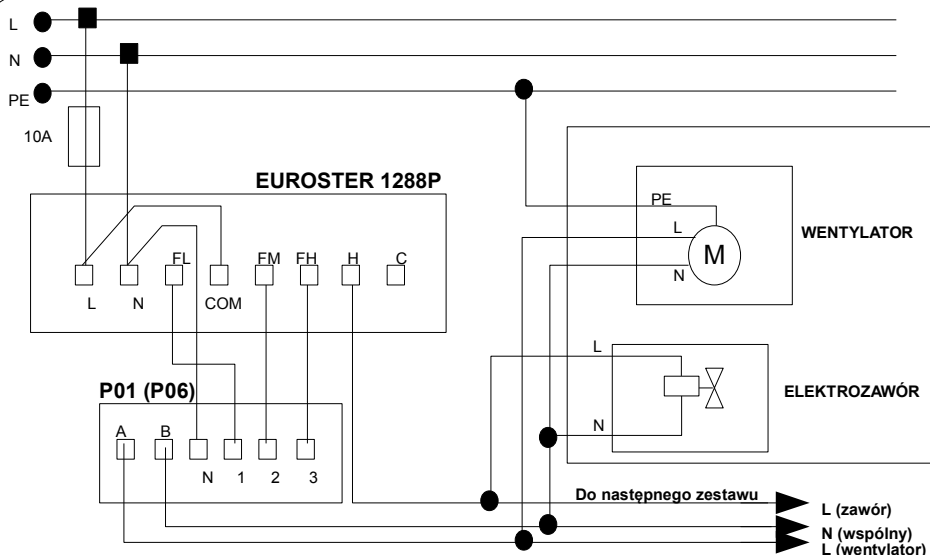 L
N
PE
10A
EUROSTER 1288P
FL
FM
FH
H
C
L
N
COM
P01 (P06)
A
B
N
1
2
3
PE
L
M
N
WENTYLATOR
L
N
ELEKTROZAWÓR
Do następnego zestawu
L (zawór)
N (wspólny)
L (wentylator)